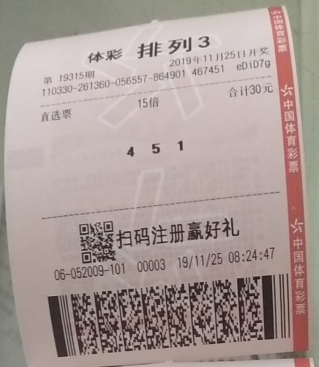 体彩 排列3
第 19315期 2019年11月25日开奖
110330-261360-056557-864901 467451 eD1D7g
直选票 15倍 合计30元
4 5 1
扫码注册赢好礼
06-052009-101 00003 19/11/25 08:24:47
中国体育彩票
中国体育彩票
中国体育彩票